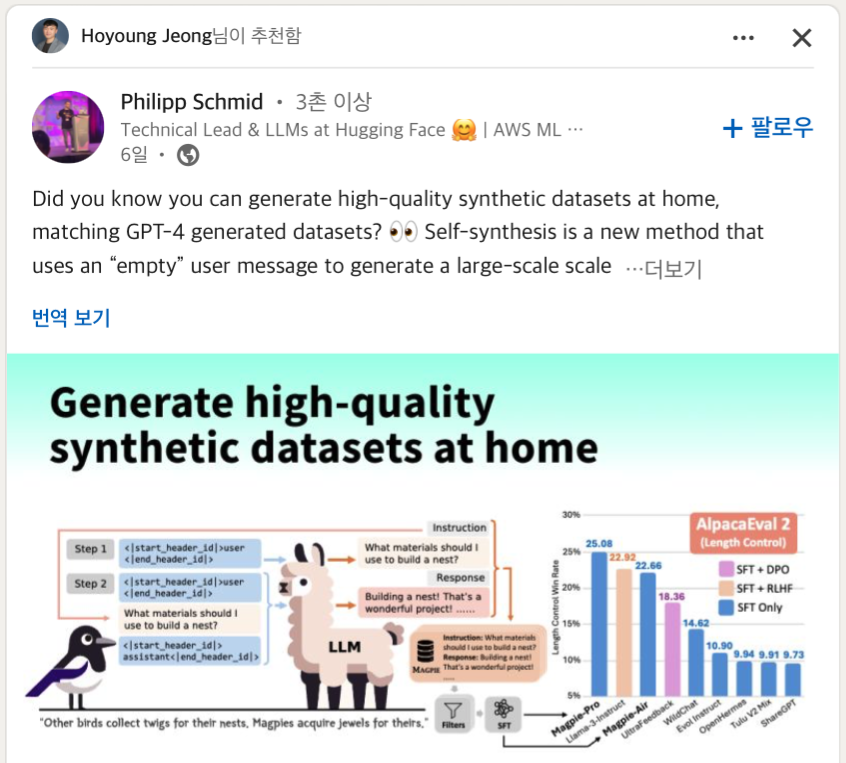 Hoyoung Jeong님이 추천함
Philipp Schmid • 3촌 이상
Technical Lead & LLMs at Hugging Face 🤗 | AWS ML ⋯
6일 •
+ 팔로우
Did you know you can generate high-quality synthetic datasets at home,
matching GPT-4 generated datasets? 👀 Self-synthesis is a new method that
uses an “empty” user message to generate a large-scale scale ⋯더보기
번역 보기
Generate high-quality
synthetic datasets at home
Step 1
<|start_header_id|>user
<|end_header_id|>
Step 2
<|start_header_id|>user
<|end_header_id|>
What materials should I
use to build a nest?
<|start_header_id|>
assistant<|end_header_id|>
LLM
Instruction
What materials should I
use to build a nest?
Response
Building a nest! That's a
wonderful project! ......
Instruction: What materials
should I use to build a nest?
Response: Building a nest!
That's a wonderful project!
......
MAGPIE
Filters
SFT
"Other birds collect twigs for their nests. Magpies acquire jewels for theirs."
AlpacaEval 2
(Length Control)
SFT + DPO
SFT + RLHF
SFT Only
Length Control Win Rate
30%
25%
20%
15%
10%
5%
25.08
22.92
22.66
18.36
14.62
10.90
9.94
9.91
9.73
Magpie-Pro
Llama-3-Instruct
Magpie-Air
UltraFeedback
WildChat
Evol Instruct
OpenHermes
Tulu V2 Mix
ShareGPT